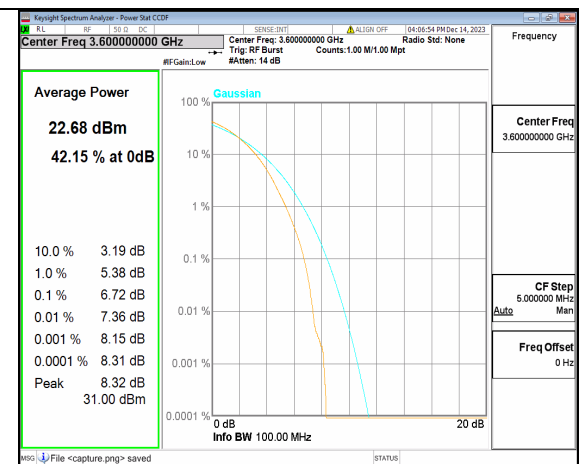 Keysight Spectrum Analyzer - Power Stat CCDF
RL RF 50 Ω DC SENSE:INT ALIGN OFF 04:06:54 PM Dec 14, 2023
Center Freq 3.600000000 GHz
Center Freq: 3.600000000 GHz Radio Std: None
Trig: RF Burst Counts:1.00 M/1.00 Mpt
#IFGain:Low #Atten: 14 dB
Frequency
Average Power
22.68 dBm
42.15 % at 0dB
10.0 % 3.19 dB
1.0 % 5.38 dB
0.1 % 6.72 dB
0.01 % 7.36 dB
0.001 % 8.15 dB
0.0001 % 8.31 dB
Peak 8.32 dB
31.00 dBm
Gaussian
100 %
10 %
1 %
0.1 %
0.01 %
0.001 %
0.0001 %
0 dB 20 dB
Info BW 100.00 MHz
Center Freq
3.600000000 GHz
CF Step
5.000000 MHz
Auto Man
Freq Offset
0 Hz
MSG File <capture.png> saved STATUS